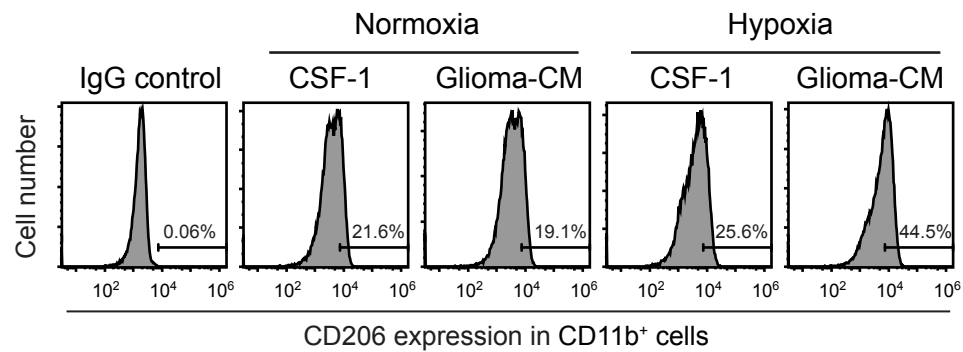 Normoxia
Hypoxia
IgG control
CSF-1
Glioma-CM
CSF-1
Glioma-CM
Cell number
0.06%
21.6%
19.1%
25.6%
44.5%
10² 10⁴ 10⁶
10² 10⁴ 10⁶
10² 10⁴ 10⁶
10² 10⁴ 10⁶
10² 10⁴ 10⁶
CD206 expression in CD11b⁺ cells